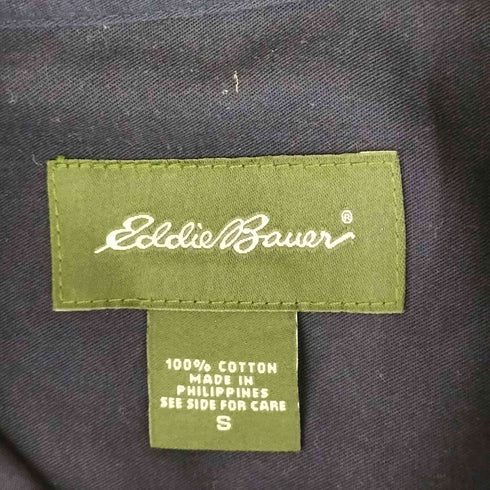 Eddie Bauer®
100% COTTON
MADE IN
PHILIPPINES
SEE SIDE FOR CARE
S